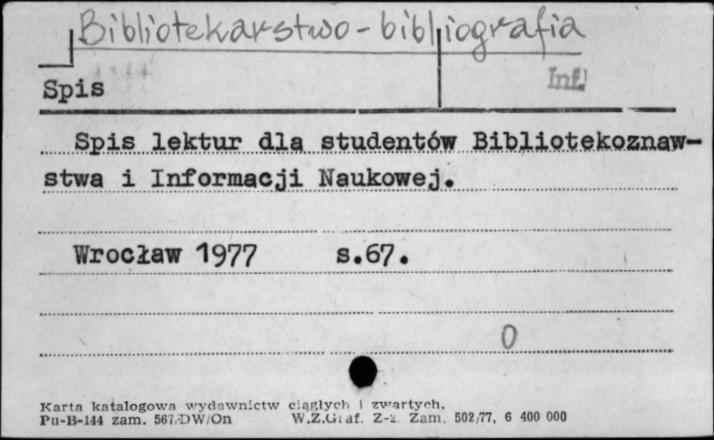 Bibliotekarstwo - bibliografia
Inf.
Spis
Spis lektur dla studentów Bibliotekoznaw-
stwa i Informacji Naukowej.
Wrocław 1977 s.67.
0
Karta katalogowa wydawnictw ciągłych i zwartych,
Pu-B-144 zam. 567/DW/On W.Z.Graf. Z-z Zam. 502/77, 6 400 000